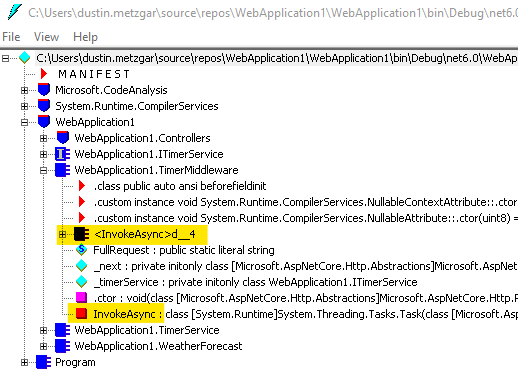 C:\Users\dustin.metzgar\source\repos\WebApplication1\WebApplication1\bin\Debug\net6.0
File View Help
C:\Users\dustin.metzgar\source\repos\WebApplication1\WebApplication1\bin\Debug\net6.0\WebAp
M A N I F E S T
Microsoft.CodeAnalysis
System.Runtime.CompilerServices
WebApplication1
WebApplication1.Controllers
WebApplication1.ITimerService
WebApplication1.TimerMiddleware
.class public auto ansi beforefieldinit
.custom instance void System.Runtime.CompilerServices.NullableContextAttribute::.ctor
.custom instance void System.Runtime.CompilerServices.NullableAttribute::.ctor(uint8) =
<InvokeAsync>d__4
FullRequest : public static literal string
_next : private initonly class [Microsoft.AspNetCore.Http.Abstractions]Microsoft.AspNe
_timerService : private initonly class WebApplication1.ITimerService
.ctor : void(class [Microsoft.AspNetCore.Http.Abstractions]Microsoft.AspNetCore.Http.R
InvokeAsync : class [System.Runtime]System.Threading.Tasks.Task(class [Microsoft.Asp
WebApplication1.TimerService
WebApplication1.WeatherForecast
Program